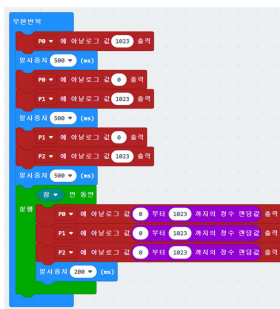 무한반복
P0 에 아날로그 값 1023 출력
일시중지 500 (ms)
P0 에 아날로그 값 0 출력
P1 에 아날로그 값 1023 출력
일시중지 500 (ms)
P1 에 아날로그 값 0 출력
P2 에 아날로그 값 1023 출력
일시중지 500 (ms)
참 인 동안
실행
P0 에 아날로그 값 0 부터 1023 까지의 정수 랜덤값 출력
P1 에 아날로그 값 0 부터 1023 까지의 정수 랜덤값 출력
P2 에 아날로그 값 0 부터 1023 까지의 정수 랜덤값 출력
일시중지 200 (ms)